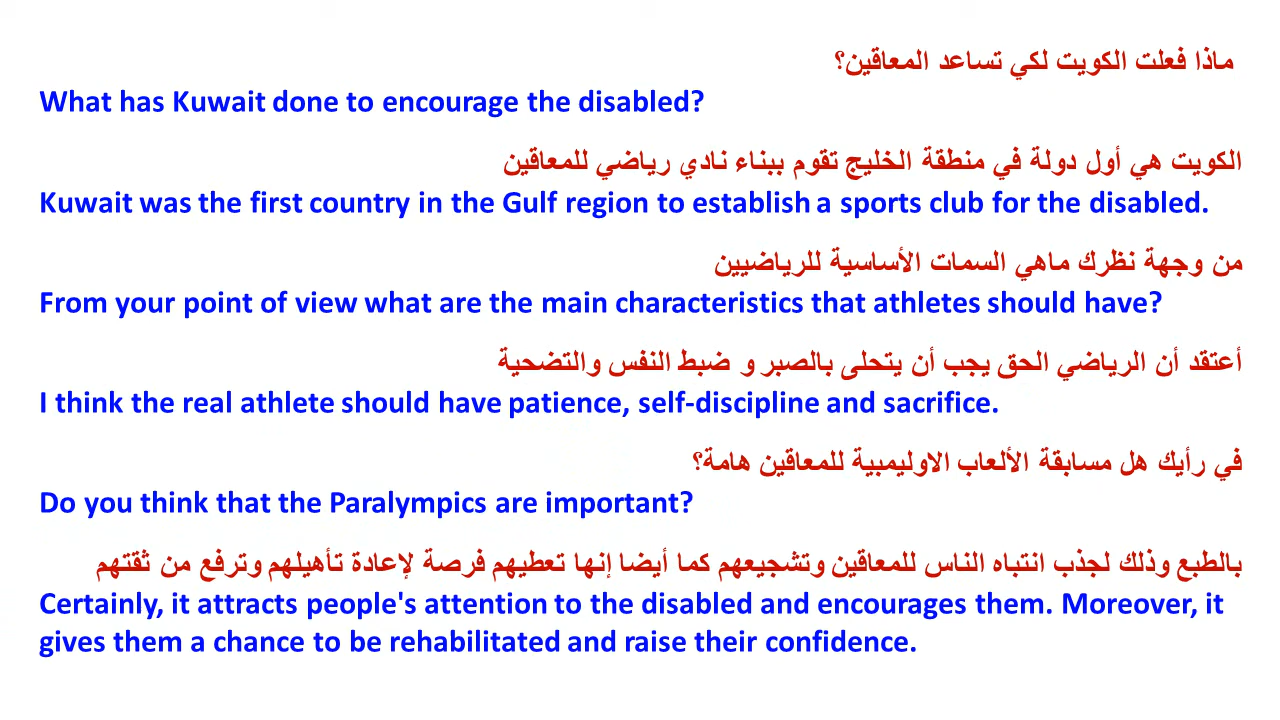 ماذا فعلت الكويت لكي تساعد المعاقين؟
What has Kuwait done to encourage the disabled?
الكويت هي أول دولة في منطقة الخليج تقوم ببناء نادي رياضي للمعاقين
Kuwait was the first country in the Gulf region to establish a sports club for the disabled.
من وجهة نظرك ماهي السمات الأساسية للرياضيين
From your point of view what are the main characteristics that athletes should have?
أعتقد أن الرياضي الحق يجب أن يتحلى بالصبر و ضبط النفس والتضحية
I think the real athlete should have patience, self-discipline and sacrifice.
في رأيك هل مسابقة الألعاب الاوليمبية للمعاقين هامة؟
Do you think that the Paralympics are important?
بالطبع وذلك لجذب انتباه الناس للمعاقين وتشجيعهم كما أيضا إنها تعطيهم فرصة لإعادة تأهيلهم وترفع من ثقتهم
Certainly, it attracts people's attention to the disabled and encourages them. Moreover, it
gives them a chance to be rehabilitated and raise their confidence.